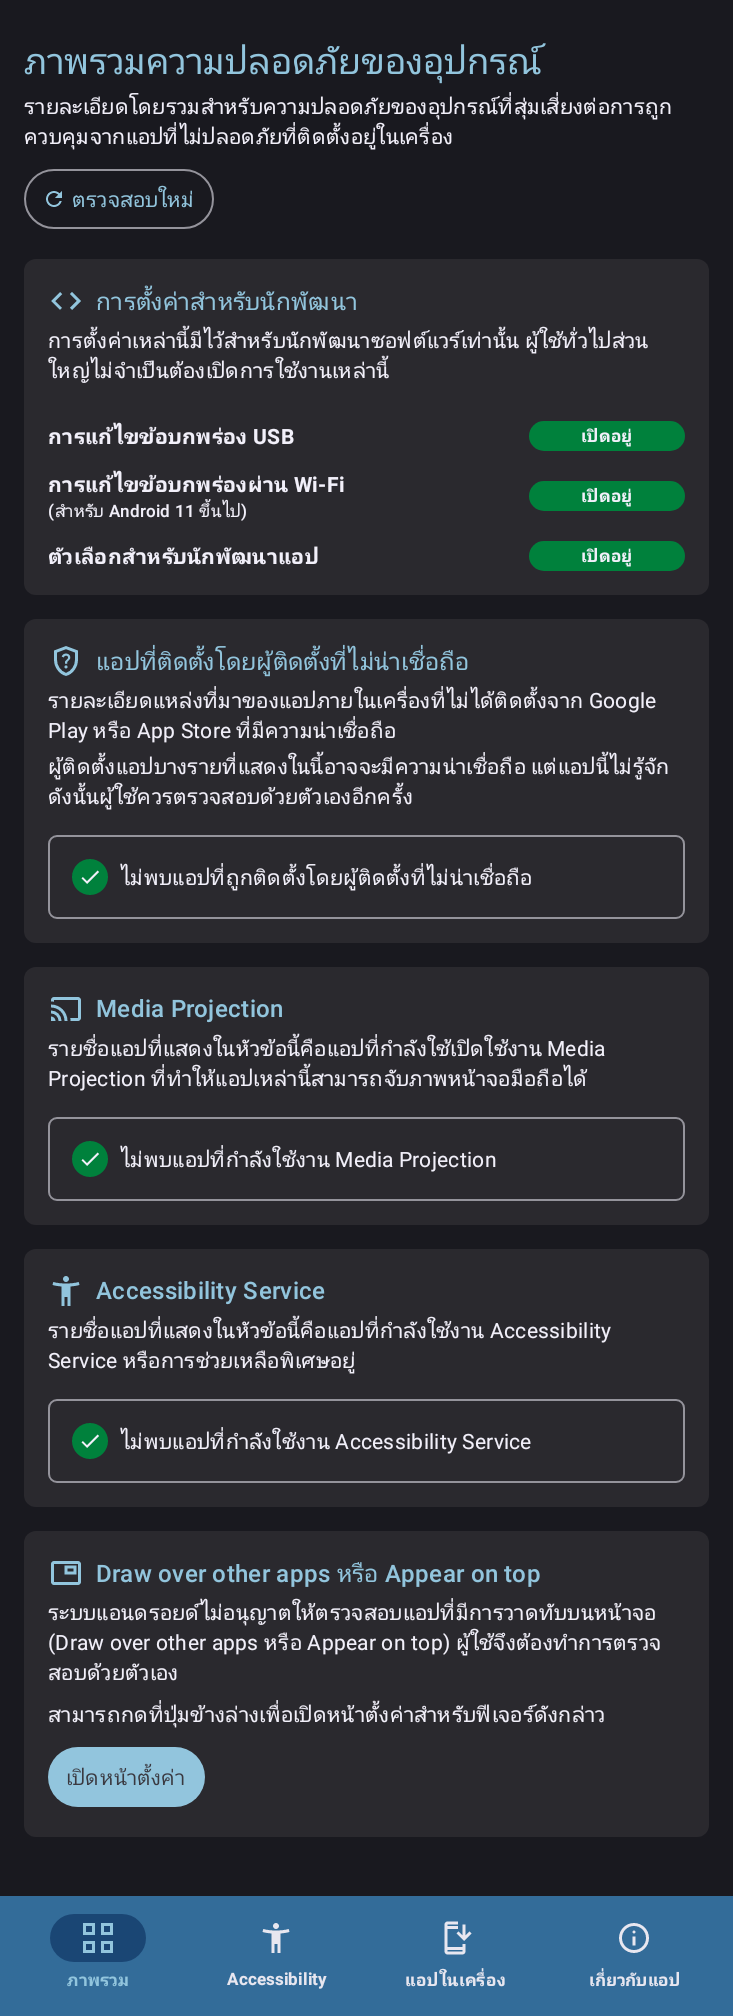 ภาพรวมความปลอดภัยของอุปกรณ์
รายละเอียดโดยรวมสำหรับความปลอดภัยของอุปกรณ์ที่สุ่มเสี่ยงต่อการถูก
ควบคุมจากแอปที่ไม่ปลอดภัยที่ติดตั้งอยู่ในเครื่อง
ตรวจสอบใหม่
การตั้งค่าสำหรับนักพัฒนา
การตั้งค่าเหล่านี้มีไว้สำหรับนักพัฒนาซอฟต์แวร์เท่านั้น ผู้ใช้ทั่วไปส่วน
ใหญ่ไม่จำเป็นต้องเปิดการใช้งานเหล่านี้
การแก้ไขข้อบกพร่อง USB
เปิดอยู่
การแก้ไขข้อบกพร่องผ่าน Wi-Fi
(สำหรับ Android 11 ขึ้นไป)
เปิดอยู่
ตัวเลือกสำหรับนักพัฒนาแอป
เปิดอยู่
แอปที่ติดตั้งโดยผู้ติดตั้งที่ไม่น่าเชื่อถือ
รายละเอียดแหล่งที่มาของแอปภายในเครื่องที่ไม่ได้ติดตั้งจาก Google
Play หรือ App Store ที่มีความน่าเชื่อถือ
ผู้ติดตั้งแอปบางรายที่แสดงในนี้อาจจะมีความน่าเชื่อถือ แต่แอปนี้ไม่รู้จัก
ดังนั้นผู้ใช้ควรตรวจสอบด้วยตัวเองอีกครั้ง
ไม่พบแอปที่ถูกติดตั้งโดยผู้ติดตั้งที่ไม่น่าเชื่อถือ
Media Projection
รายชื่อแอปที่แสดงในหัวข้อนี้คือแอปที่กำลังใช้เปิดใช้งาน Media
Projection ที่ทำให้แอปเหล่านี้สามารถจับภาพหน้าจอมือถือได้
ไม่พบแอปที่กำลังใช้งาน Media Projection
Accessibility Service
รายชื่อแอปที่แสดงในหัวข้อนี้คือแอปที่กำลังใช้งาน Accessibility
Service หรือการช่วยเหลือพิเศษอยู่
ไม่พบแอปที่กำลังใช้งาน Accessibility Service
Draw over other apps หรือ Appear on top
ระบบแอนดรอยด์ไม่อนุญาตให้ตรวจสอบแอปที่มีการวาดทับบนหน้าจอ
(Draw over other apps หรือ Appear on top) ผู้ใช้จึงต้องทำการตรวจ
สอบด้วยตัวเอง
สามารถกดที่ปุ่มข้างล่างเพื่อเปิดหน้าตั้งค่าสำหรับฟีเจอร์ดังกล่าว
เปิดหน้าตั้งค่า
ภาพรวม
Accessibility
แอปในเครื่อง
เกี่ยวกับแอป